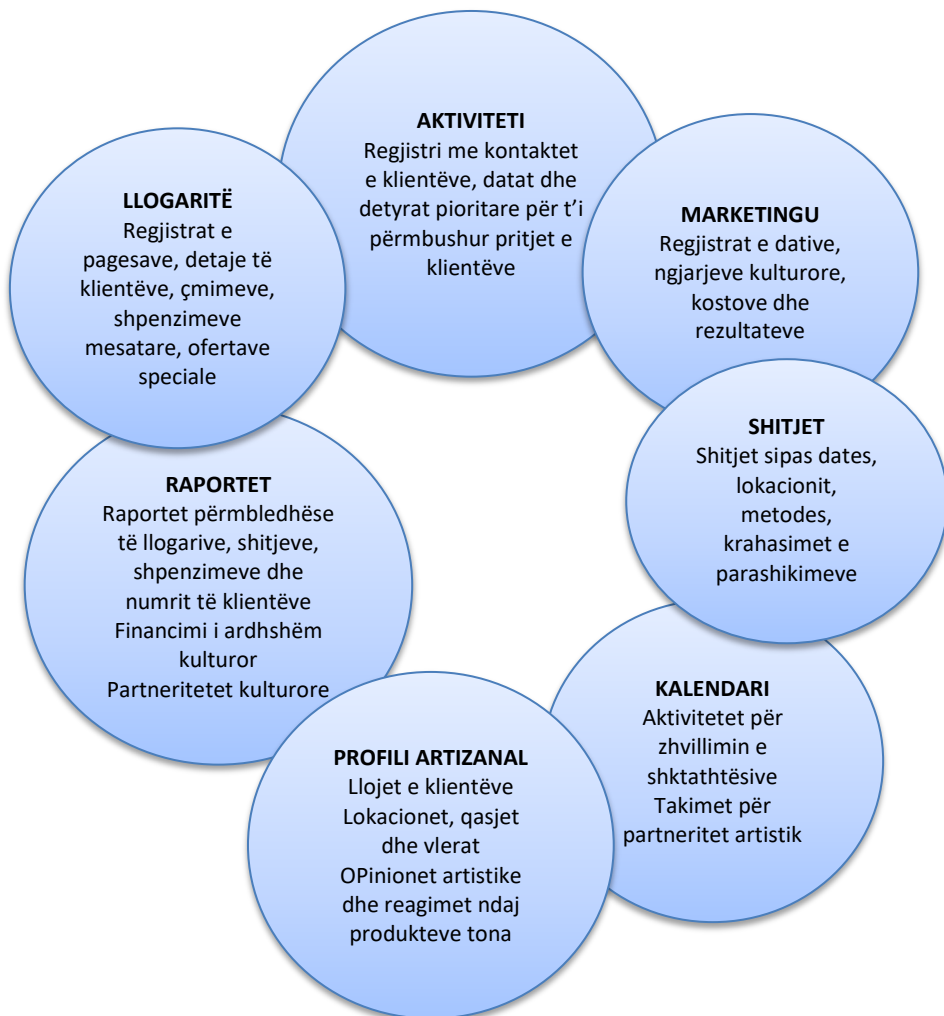 AKTIVITETI
Regjistri me kontaktet
e klientëve, datat dhe
detyrat pioritare për t’i
përmbushur pritjet e
klientëve
MARKETINGU
Regjistrat e dative,
ngjarjeve kulturore,
kostove dhe
rezultateve
SHITJET
Shitjet sipas dates,
lokacionit,
metodes,
krahasimet e
parashikimeve
KALENDARI
Aktivitetet për
zhvillimin e
shktathtësive
Takimet për
partneritet artistik
PROFILI ARTIZANAL
Llojet e klientëve
Lokacionet, qasjet
dhe vlerat
OPinionet artistike
dhe reagimet ndaj
produkteve tona
RAPORTET
Raportet përmbledhëse
të llogarive, shitjeve,
shpenzimeve dhe
numrit të klientëve
Financimi i ardhshëm
kulturor
Partneritetet kulturore
LLOGARITË
Regjistrat e
pagesave, detaje të
klientëve, çmimeve,
shpenzimeve
mesatare, ofertave
speciale